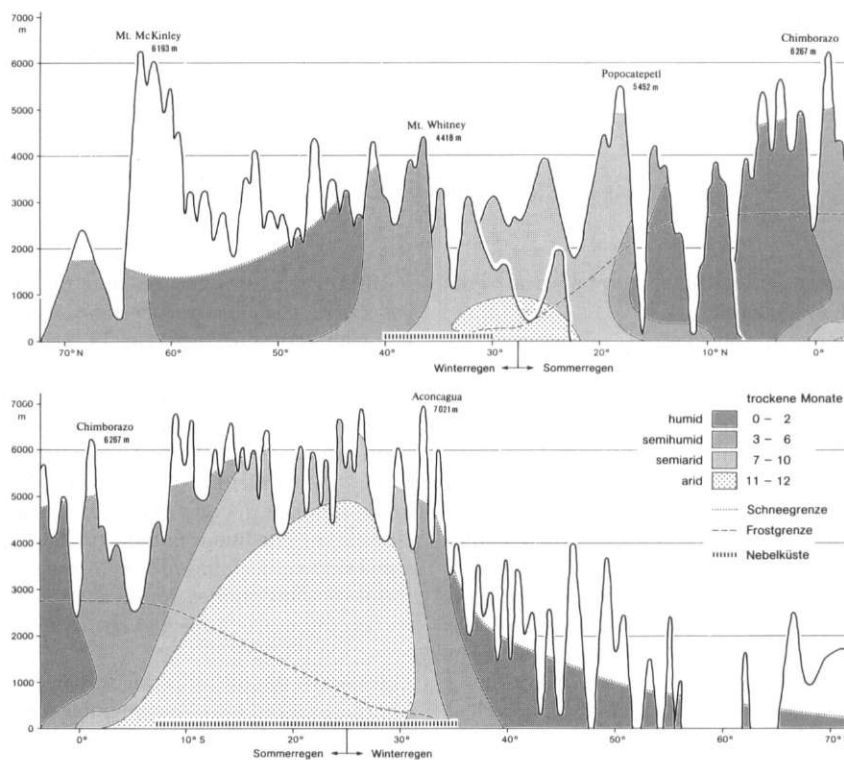 7000
m
6000
5000
4000
3000
2000
1000
0
Mt. McKinley
6193 m
Mt. Whitney
4418 m
Popocatepetl
5452 m
Chimborazo
6267 m
70° N 60° 50° 40° 30° 20° 10° N 0°
Winterregen Sommerregen
7000
m
6000
5000
4000
3000
2000
1000
0
Chimborazo
6267 m
Aconcagua
7021 m
trockene Monate
humid 0 – 2
semihumid 3 – 6
semiarid 7 – 10
arid 11 – 12
Schneegrenze
Frostgrenze
Nebelküste
0° 10° S 20° 30° 40° 50° 60° 70°
Sommerregen Winterregen